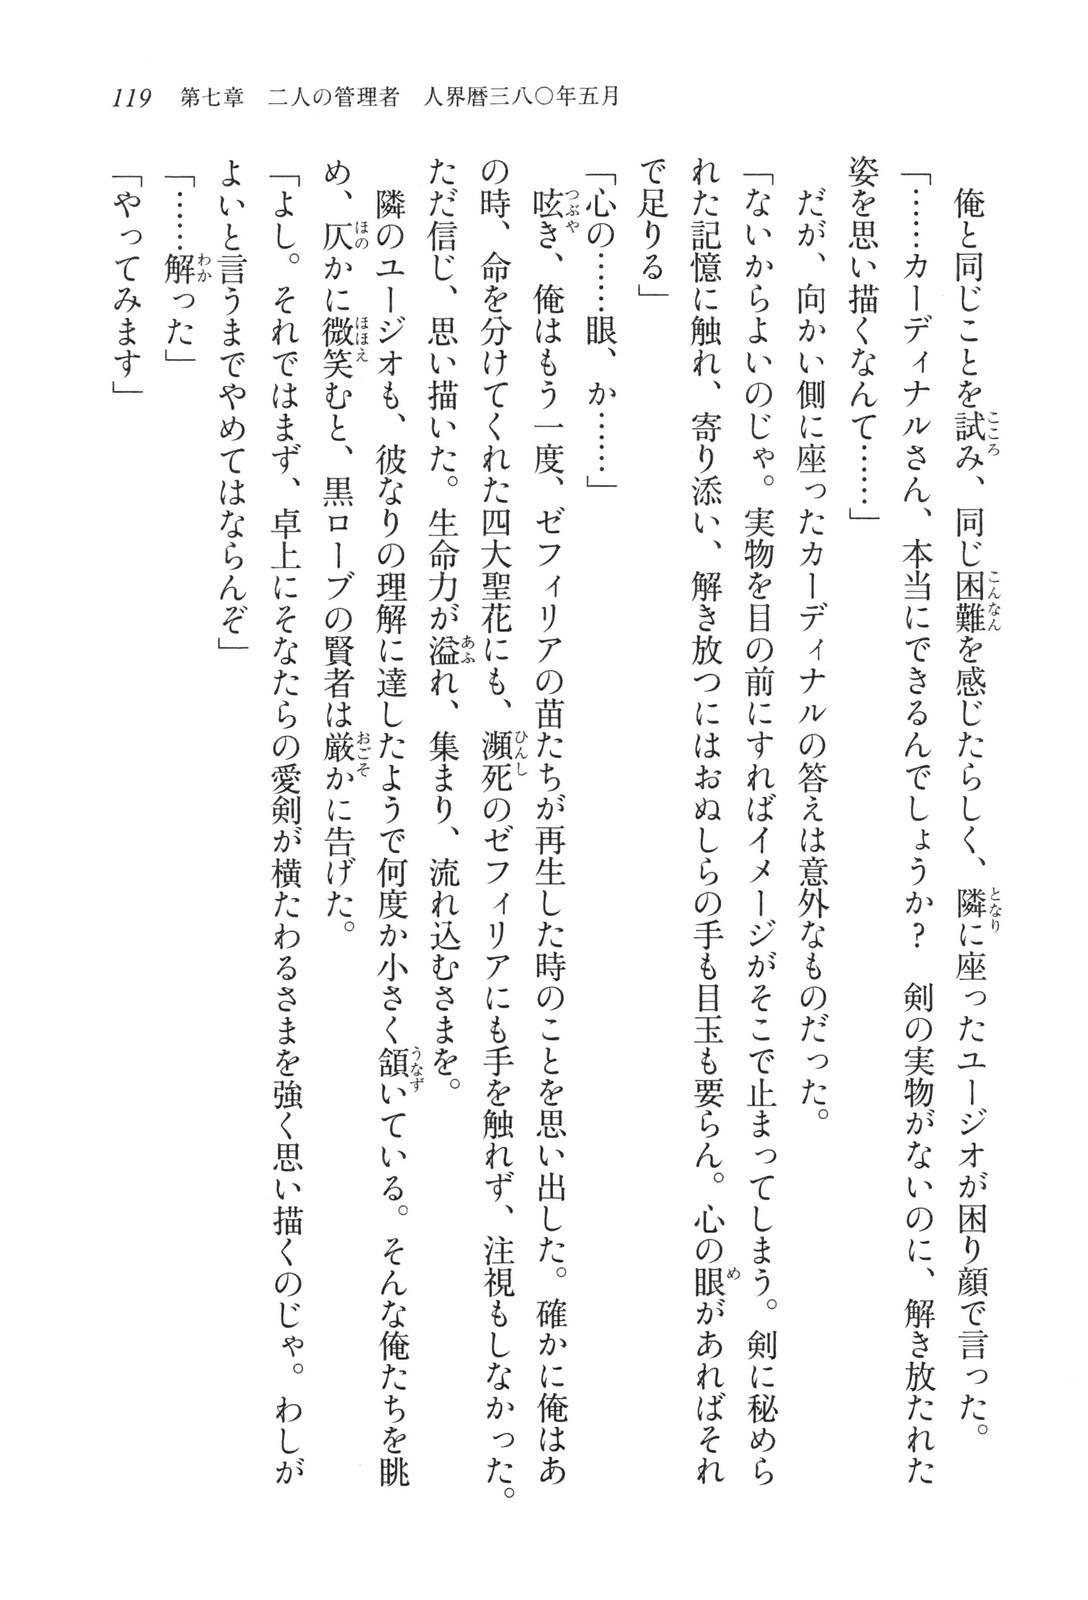 119 第七章 二人の管理者 人界暦三八〇年五月
　俺と同じことを試み、同じ困難を感じたらしく、隣に座ったユージオが困り顔で言った。
「……カーディナルさん、本当にできるんでしょうか？　剣の実物がないのに、解き放たれた
姿を思い描くなんて……」
　だが、向かい側に座ったカーディナルの答えは意外なものだった。
「ないからよいのじゃ。実物を目の前にすればイメージがそこで止まってしまう。剣に秘めら
れた記憶に触れ、寄り添い、解き放つにはおぬしらの手も目玉も要らん。心の眼があればそれ
で足りる」
「心の……眼、か……」
　呟き、俺はもう一度、ゼフィリアの苗たちが再生した時のことを思い出した。確かに俺はあ
の時、命を分けてくれた四大聖花にも、瀕死のゼフィリアにも手を触れず、注視もしなかった。
ただ信じ、思い描いた。生命力が溢れ、集まり、流れ込むさまを。
　隣のユージオも、彼なりの理解に達したようで何度か小さく頷いている。そんな俺たちを眺
め、仄かに微笑むと、黒ローブの賢者は厳かに告げた。
「よし。それではまず、卓上にそなたらの愛剣が横たわるさまを強く思い描くのじゃ。わしが
よいと言うまでやめてはならんぞ」
「……解った」
「やってみます」